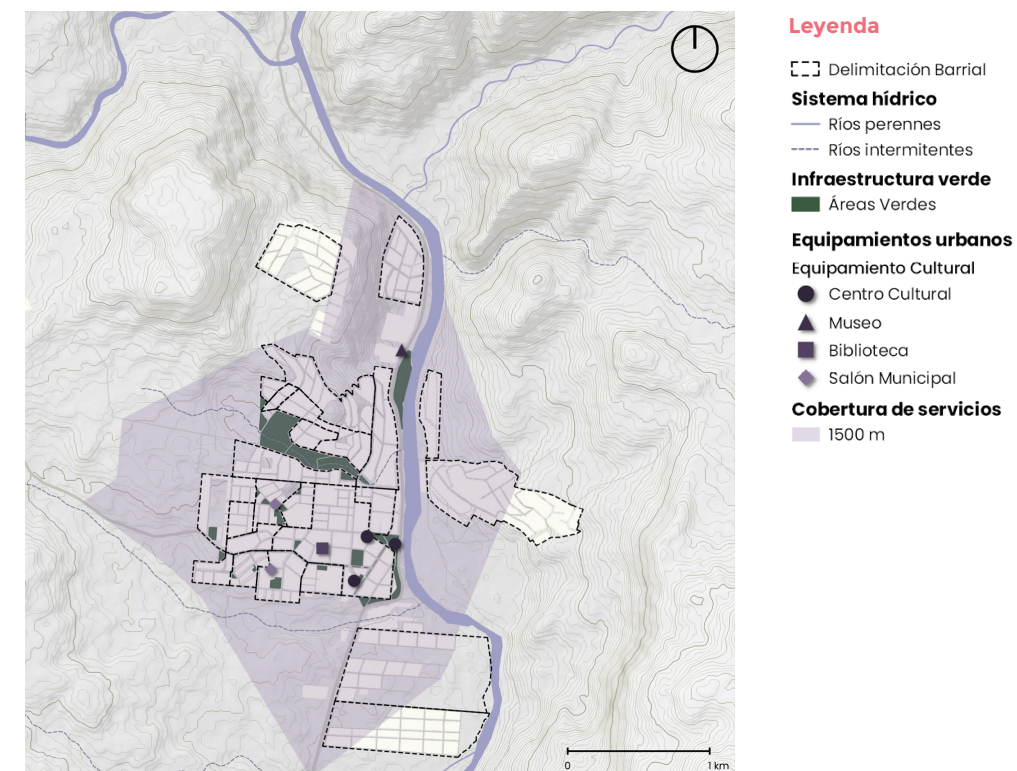 Leyenda
Delimitación Barrial
Sistema hídrico
Ríos perennes
Ríos intermitentes
Infraestructura verde
Áreas Verdes
Equipamientos urbanos
Equipamiento Cultural
Centro Cultural
Museo
Biblioteca
Salón Municipal
Cobertura de servicios
1500 m
0 1 km